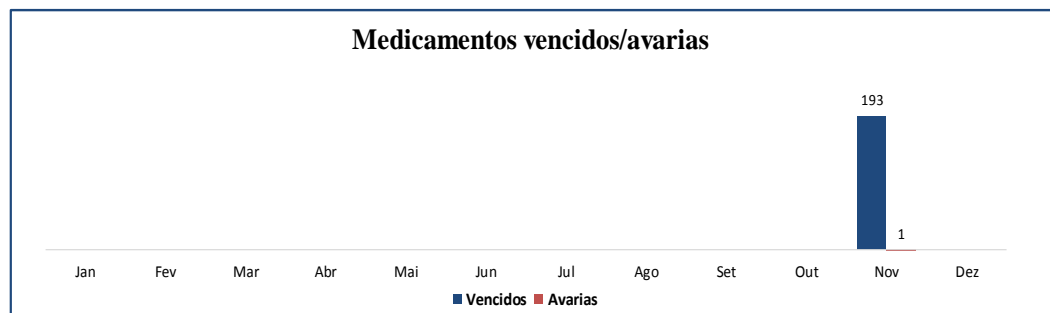 Medicamentos vencidos/avarias
193
1
Jan Fev Mar Abr Mai Jun Jul Ago Set Out Nov Dez
Vencidos Avarias